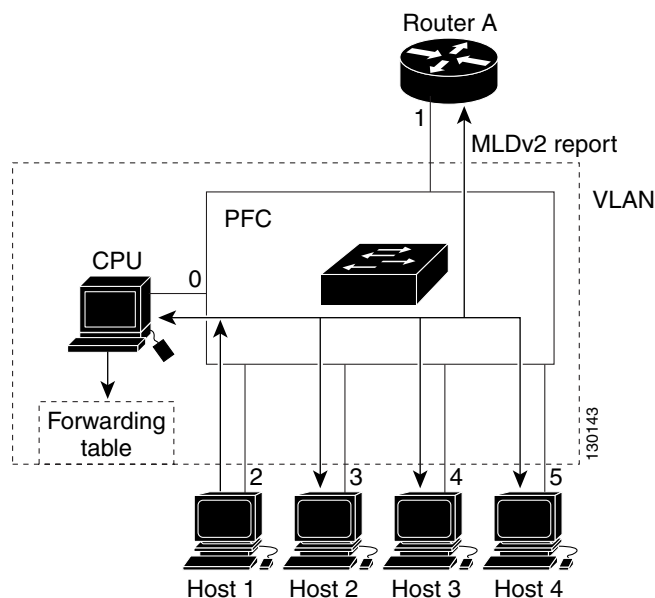 Router A
1
MLDv2 report
VLAN
PFC
CPU
0
Forwarding
table
130143
2
3
4
5
Host 1
Host 2
Host 3
Host 4